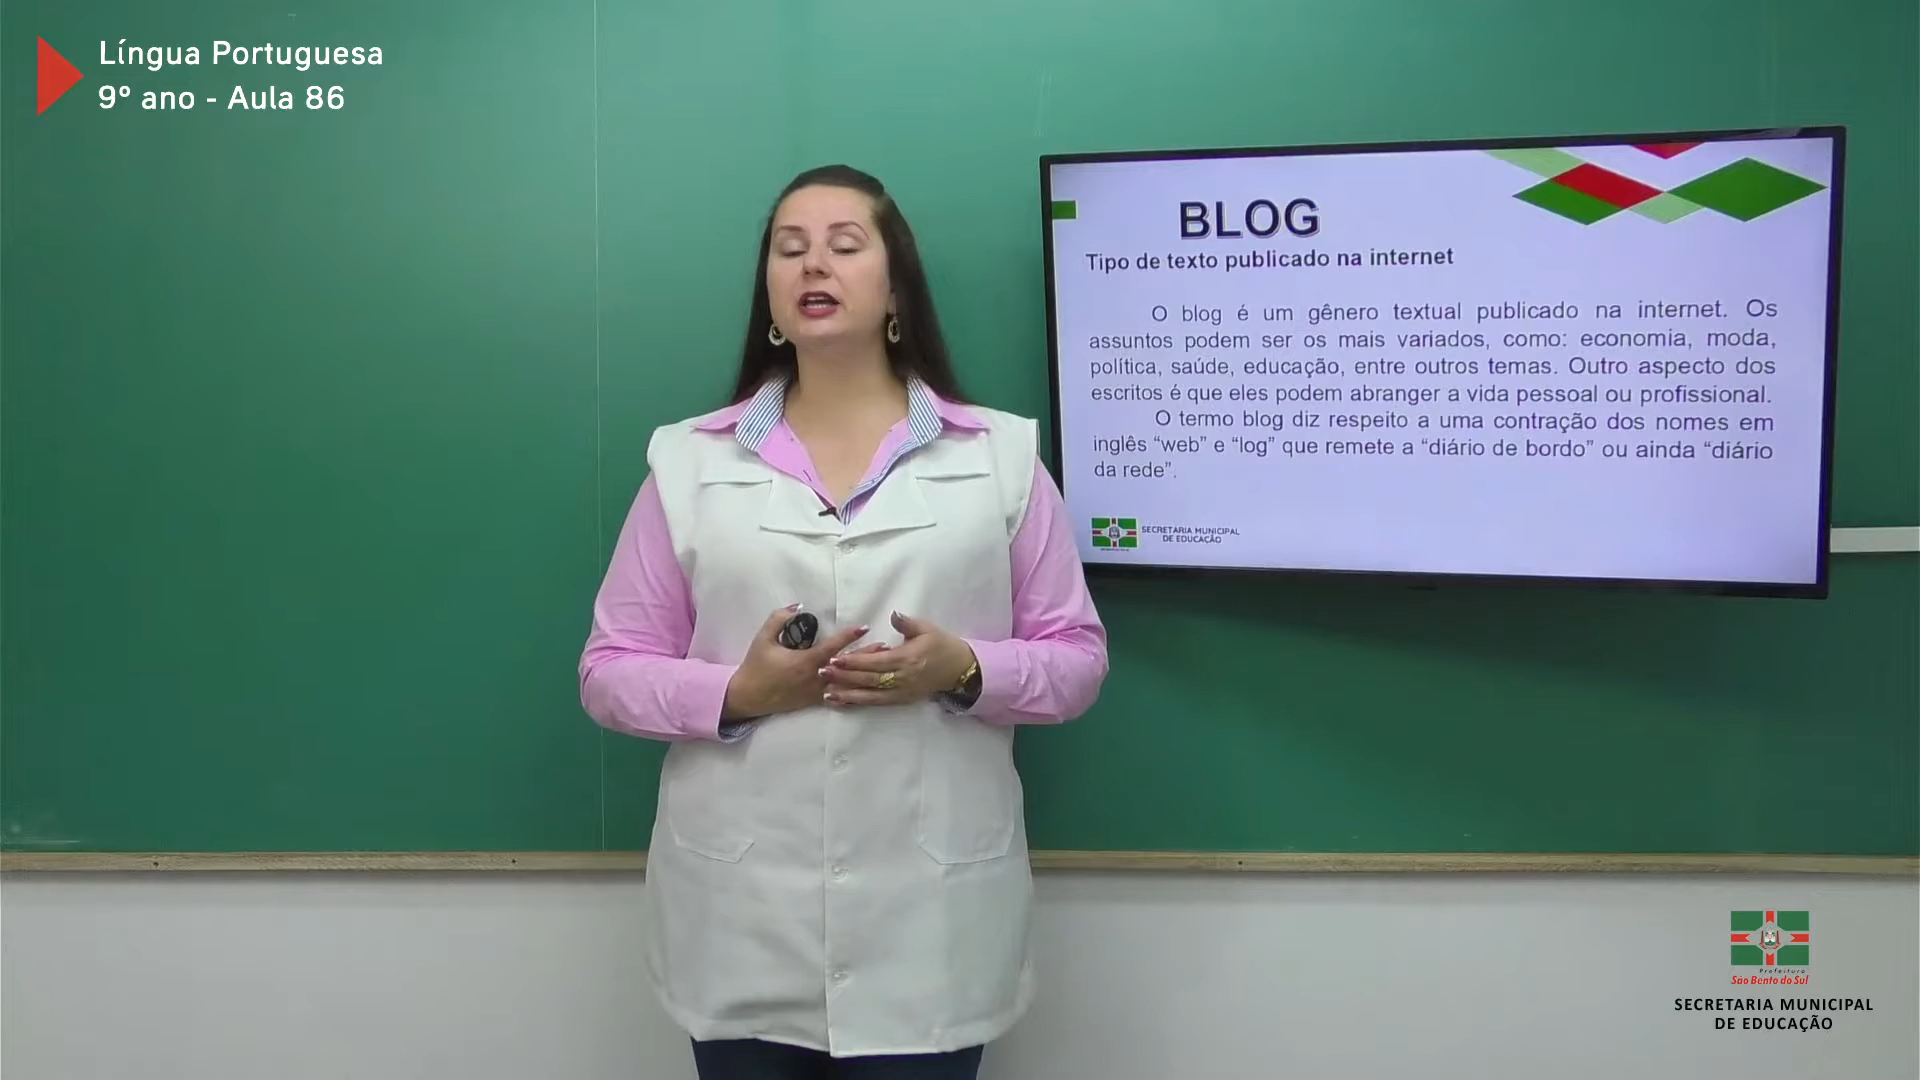 Língua Portuguesa
9º ano - Aula 86
BLOG
Tipo de texto publicado na internet
O blog é um gênero textual publicado na internet. Os
assuntos podem ser os mais variados, como: economia, moda,
política, saúde, educação, entre outros temas. Outro aspecto dos
escritos é que eles podem abranger a vida pessoal ou profissional.
O termo blog diz respeito a uma contração dos nomes em
inglês “web” e “log” que remete a “diário de bordo” ou ainda “diário
da rede”.
SECRETARIA MUNICIPAL
DE EDUCAÇÃO
Prefeitura
São Bento do Sul
SECRETARIA MUNICIPAL
DE EDUCAÇÃO